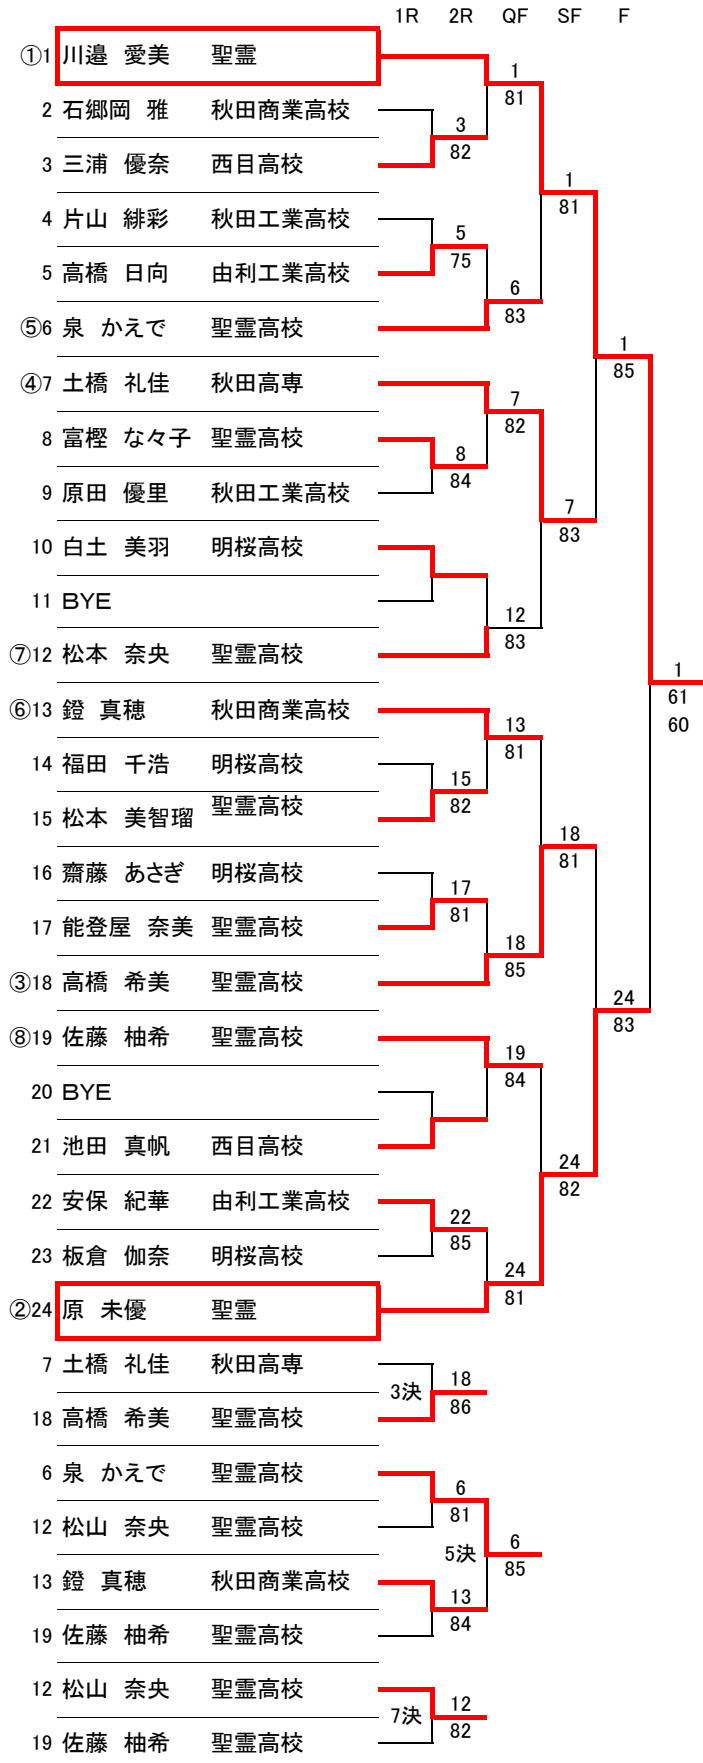 1R 2R QF SF F
①1 川邉 愛美 聖霊
1
81
2 石郷岡 雅 秋田商業高校
3
82
3 三浦 優奈 西目高校
1
81
4 片山 緋彩 秋田工業高校
5
75
5 高橋 日向 由利工業高校
6
83
⑤6 泉 かえで 聖霊高校
1
85
④7 土橋 礼佳 秋田高専
7
82
8 富樫 な々子 聖霊高校
8
84
9 原田 優里 秋田工業高校
7
83
10 白土 美羽 明桜高校
11 BYE
12
83
⑦12 松本 奈央 聖霊高校
1
61
60
⑥13 鐙 真穂 秋田商業高校
13
81
14 福田 千浩 明桜高校
15
82
15 松本 美智瑠 聖霊高校
18
81
16 齋藤 あさぎ 明桜高校
17
81
17 能登屋 奈美 聖霊高校
18
85
③18 高橋 希美 聖霊高校
24
83
⑧19 佐藤 柚希 聖霊高校
19
84
20 BYE
21 池田 真帆 西目高校
24
82
22 安保 紀華 由利工業高校
22
85
23 板倉 伽奈 明桜高校
24
81
②24 原 未優 聖霊
7 土橋 礼佳 秋田高専
3決
18
86
18 高橋 希美 聖霊高校
6 泉 かえで 聖霊高校
6
81
12 松山 奈央 聖霊高校
5決
6
85
13 鐙 真穂 秋田商業高校
13
84
19 佐藤 柚希 聖霊高校
12 松山 奈央 聖霊高校
7決
12
82
19 佐藤 柚希 聖霊高校